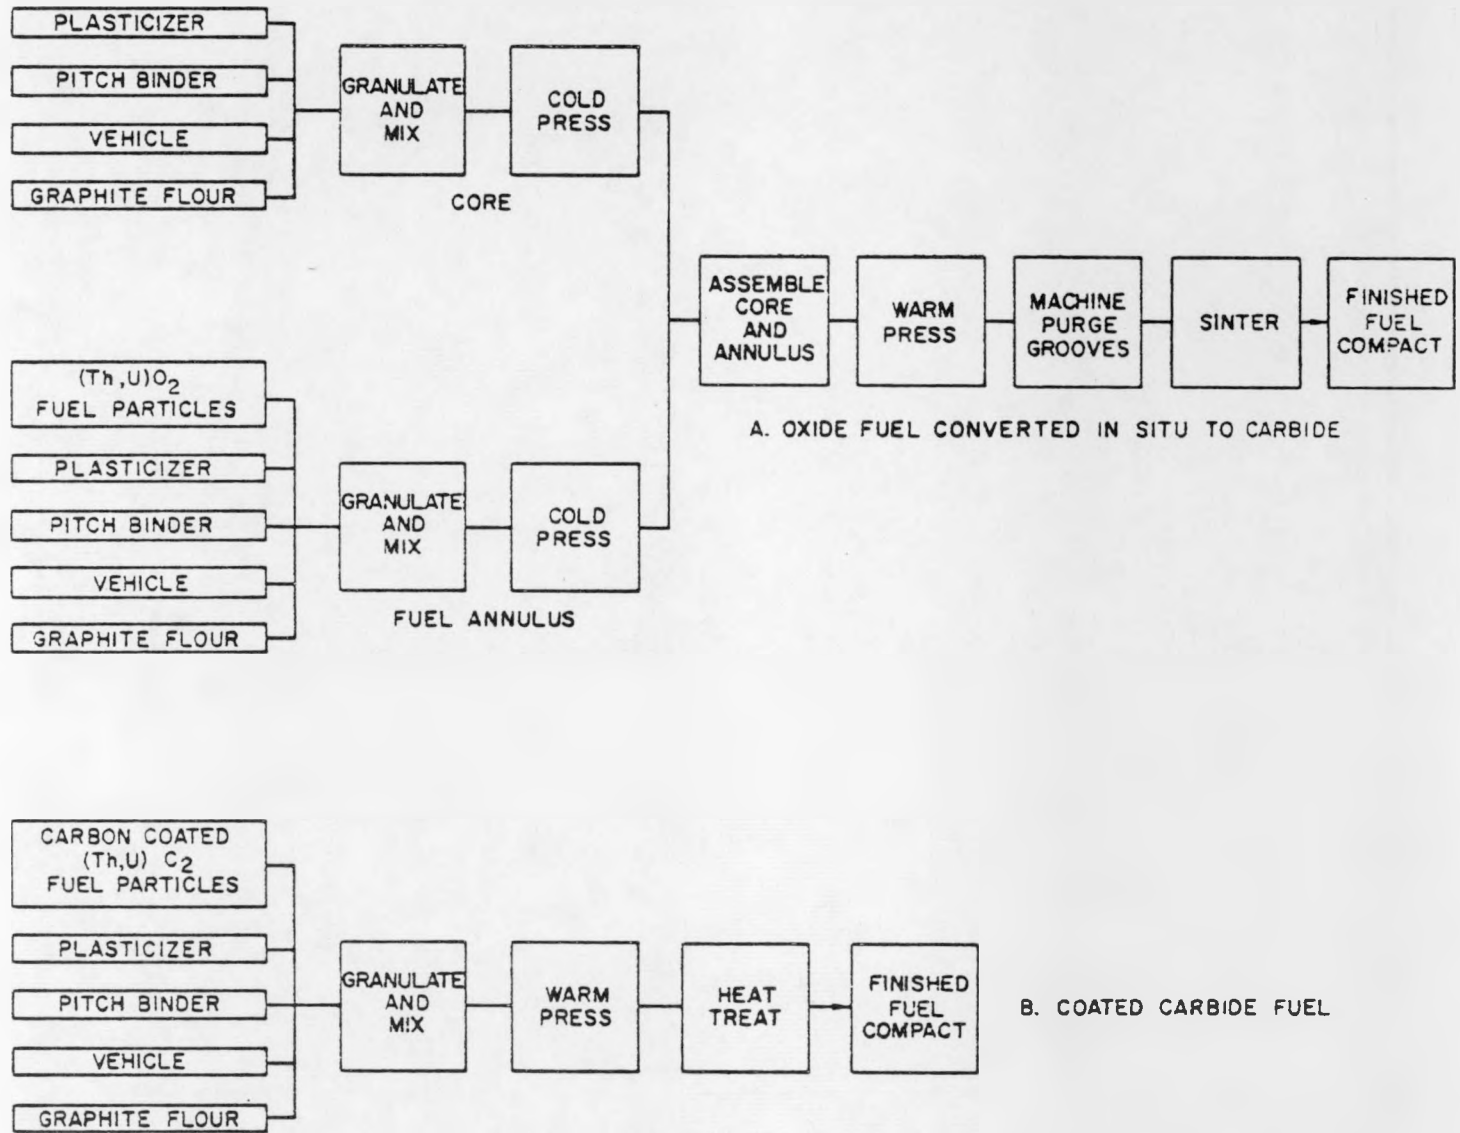 PLASTICIZER
PITCH BINDER
VEHICLE
GRAPHITE FLOUR
GRANULATE
AND
MIX
COLD
PRESS
CORE
(Th,U)O2
FUEL PARTICLES
PLASTICIZER
PITCH BINDER
VEHICLE
GRAPHITE FLOUR
GRANULATE
AND
MIX
COLD
PRESS
FUEL ANNULUS
ASSEMBLE
CORE
AND
ANNULUS
WARM
PRESS
MACHINE
PURGE
GROOVES
SINTER
FINISHED
FUEL
COMPACT
A. OXIDE FUEL CONVERTED IN SITU TO CARBIDE
CARBON COATED
(Th,U) C2
FUEL PARTICLES
PLASTICIZER
PITCH BINDER
VEHICLE
GRAPHITE FLOUR
GRANULATE
AND
MIX
WARM
PRESS
HEAT
TREAT
FINISHED
FUEL
COMPACT
B. COATED CARBIDE FUEL